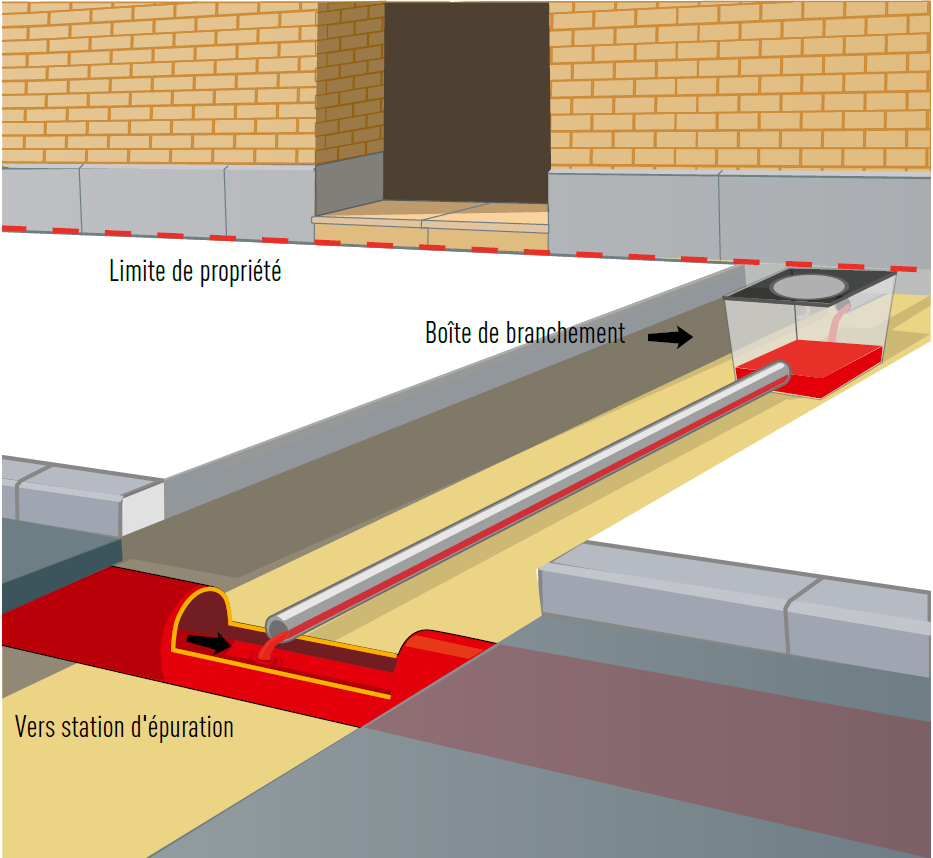 Limite de propriété
Boîte de branchement
Vers station d'épuration